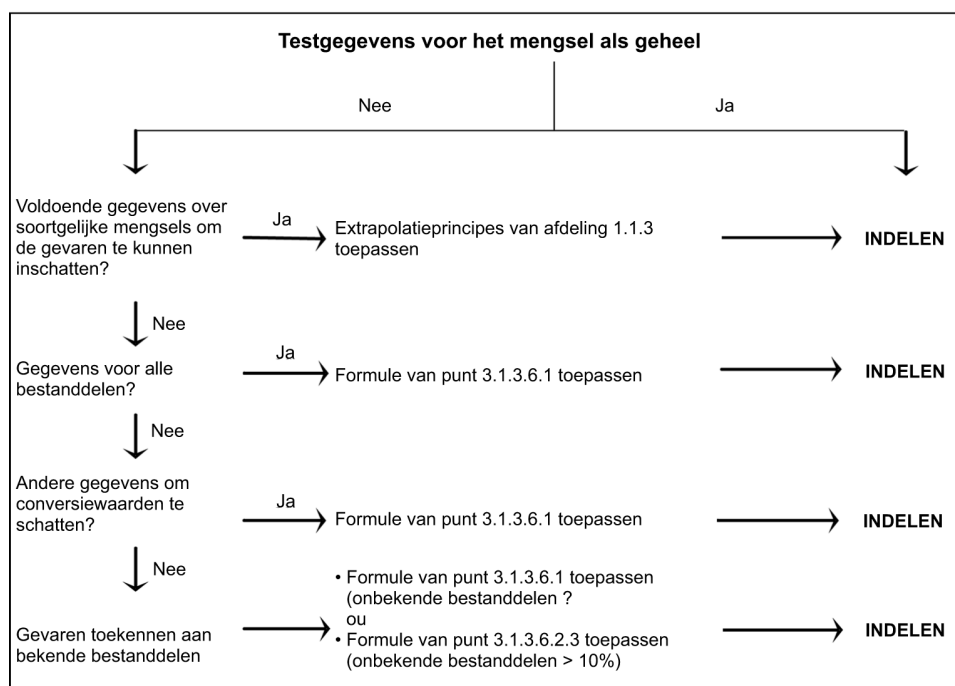 Testgegevens voor het mengsel als geheel
Nee
Ja
Voldoende gegevens over
soortgelijke mengsels om
de gevaren te kunnen
inschatten?
Ja
Extrapolatieprincipes van afdeling 1.1.3
toepassen
INDELEN
Nee
Gegevens voor alle
bestanddelen?
Ja
Formule van punt 3.1.3.6.1 toepassen
INDELEN
Nee
Andere gegevens om
conversiewaarden te
schatten?
Ja
Formule van punt 3.1.3.6.1 toepassen
INDELEN
Nee
Gevaren toekennen aan
bekende bestanddelen
• Formule van punt 3.1.3.6.1 toepassen
(onbekende bestanddelen ?
ou
• Formule van punt 3.1.3.6.2.3 toepassen
(onbekende bestanddelen > 10%)
INDELEN